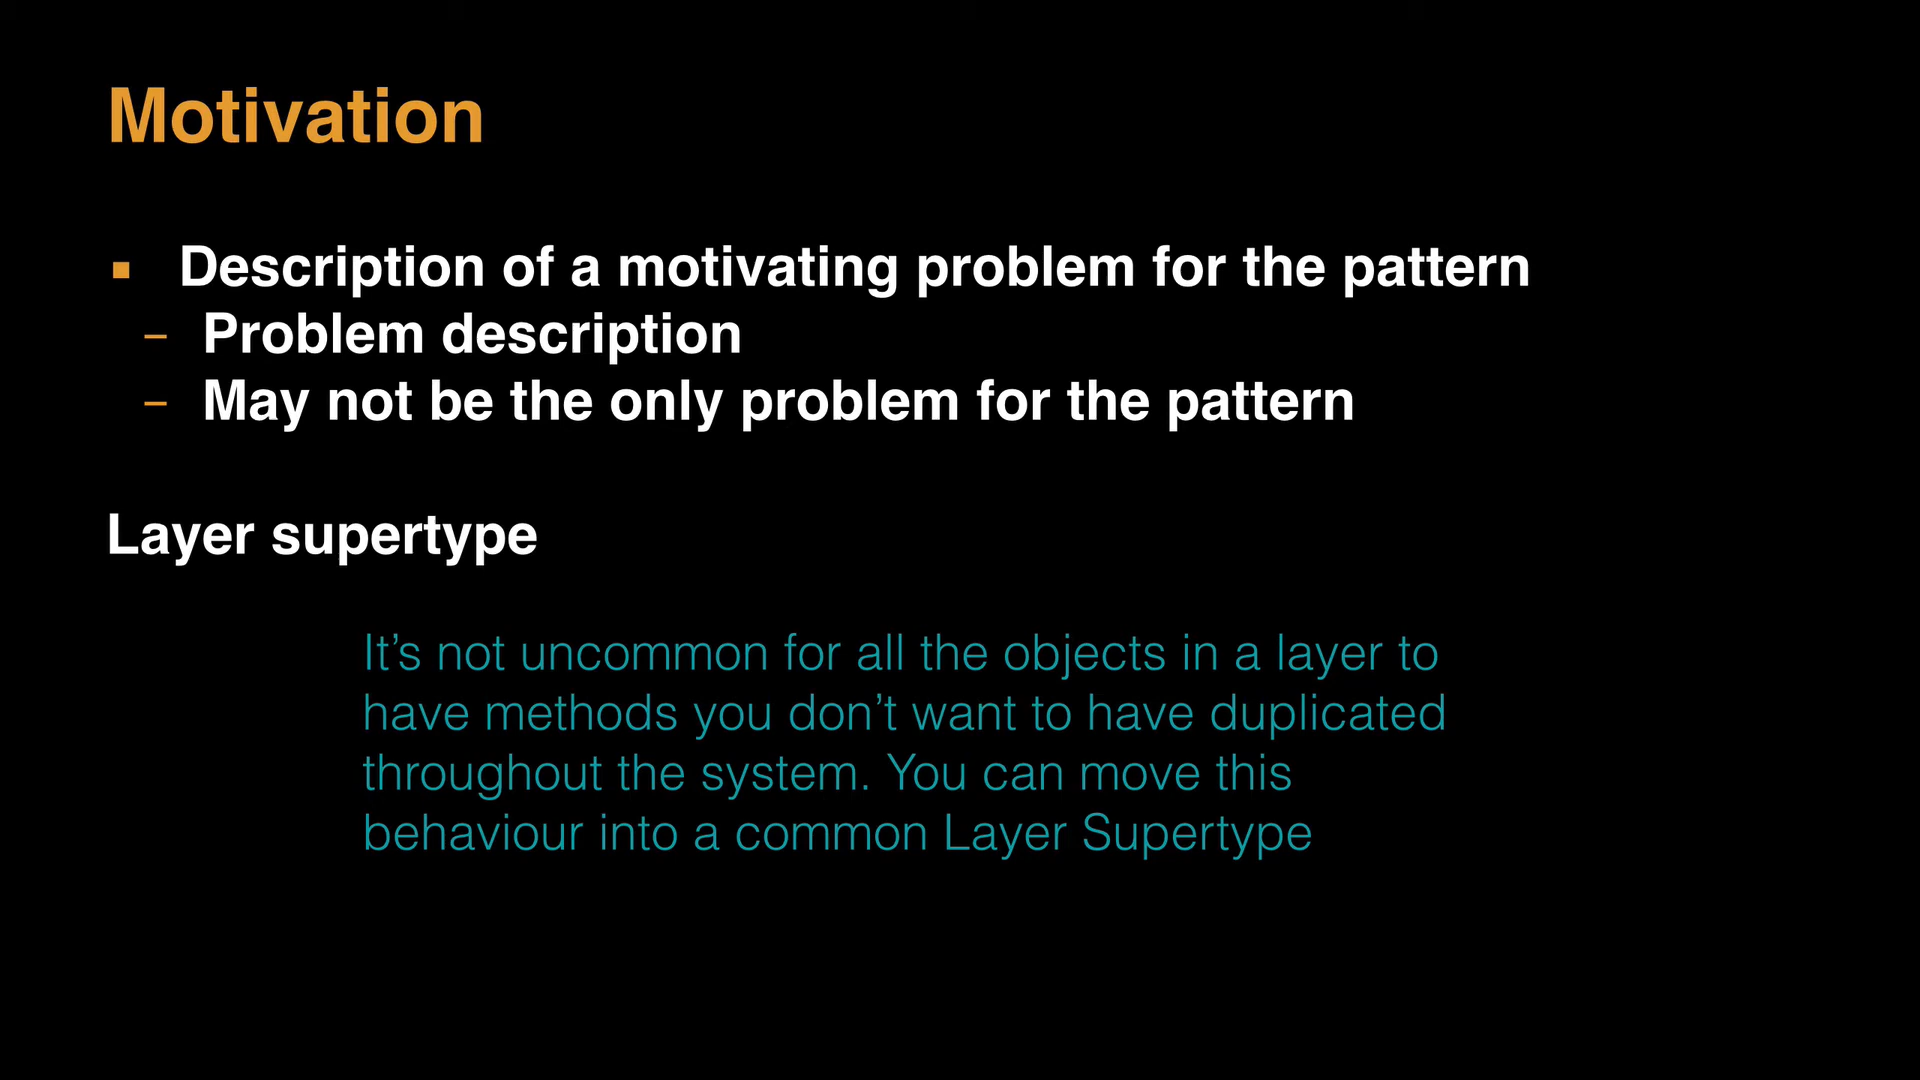 Motivation
▪ Description of a motivating problem for the pattern
– Problem description
– May not be the only problem for the pattern
Layer supertype
It’s not uncommon for all the objects in a layer to
have methods you don’t want to have duplicated
throughout the system. You can move this
behaviour into a common Layer Supertype